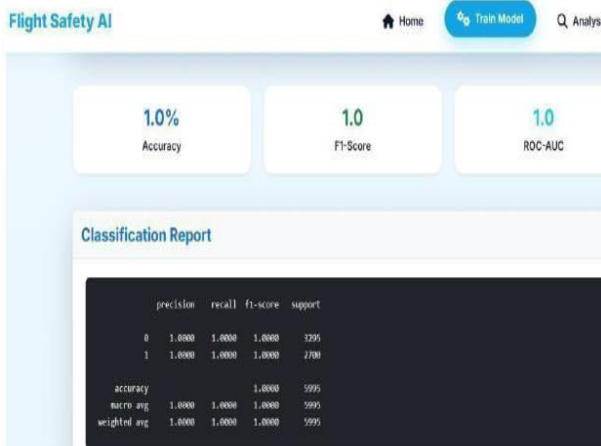 Flight Safety AI Home Train Model Analys
1.0% 1.0 1.0
Accuracy F1-Score ROC-AUC
Classification Report
precision recall f1-score support
0 1.0000 1.0000 1.0000 3295
1 1.0000 1.0000 1.0000 2700
accuracy 1.0000 5995
macro avg 1.0000 1.0000 1.0000 5995
weighted avg 1.0000 1.0000 1.0000 5995